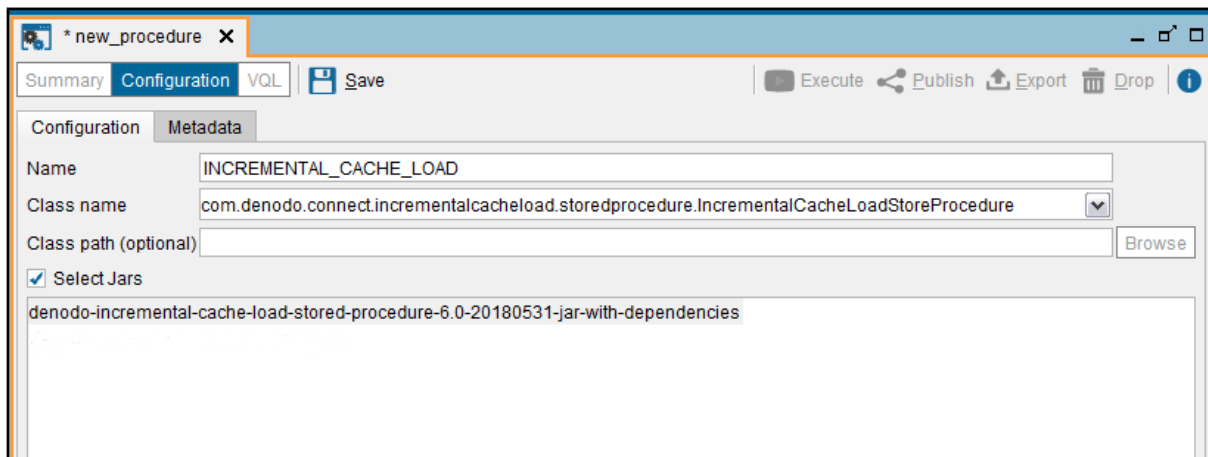 * new_procedure
Summary Configuration VQL Save Execute Publish Export Drop
Configuration Metadata
Name INCREMENTAL_CACHE_LOAD
Class name com.denodo.connect.incrementalcacheload.storedprocedure.IncrementalCacheLoadStoreProcedure
Class path (optional) Browse
Select Jars
denodo-incremental-cache-load-stored-procedure-6.0-20180531-jar-with-dependencies